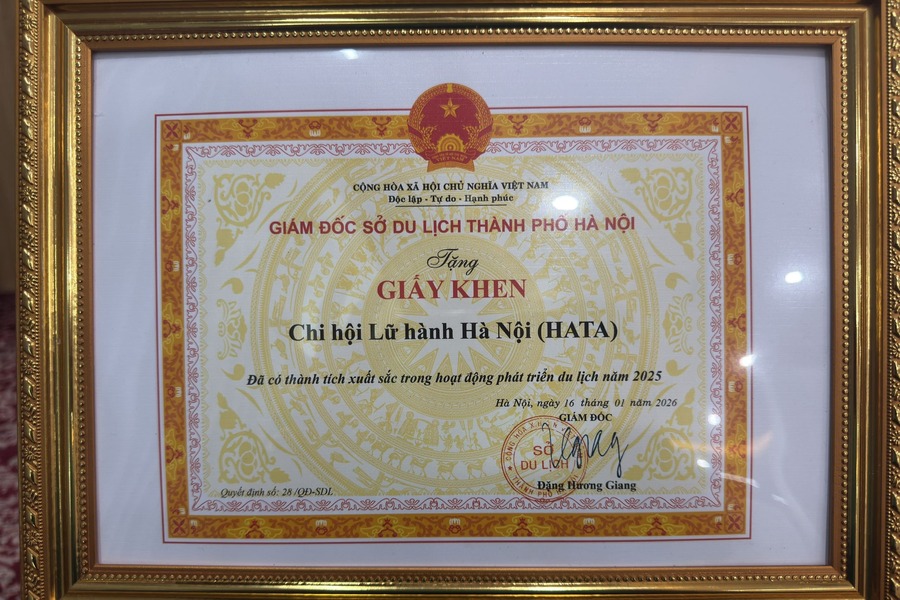 CỘNG HÒA XÃ HỘI CHỦ NGHĨA VIỆT NAM
Độc lập - Tự do - Hạnh phúc
GIÁM ĐỐC SỞ DU LỊCH THÀNH PHỐ HÀ NỘI
Tặng
GIẤY KHEN
Chi hội Lữ hành Hà Nội (HATA)
Đã có thành tích xuất sắc trong hoạt động phát triển du lịch năm 2025
Hà Nội, ngày 16 tháng 01 năm 2026
GIÁM ĐỐC
SỞ
DU LỊCH
Đặng Hương Giang
Quyết định số: 28 /QĐ-SDL